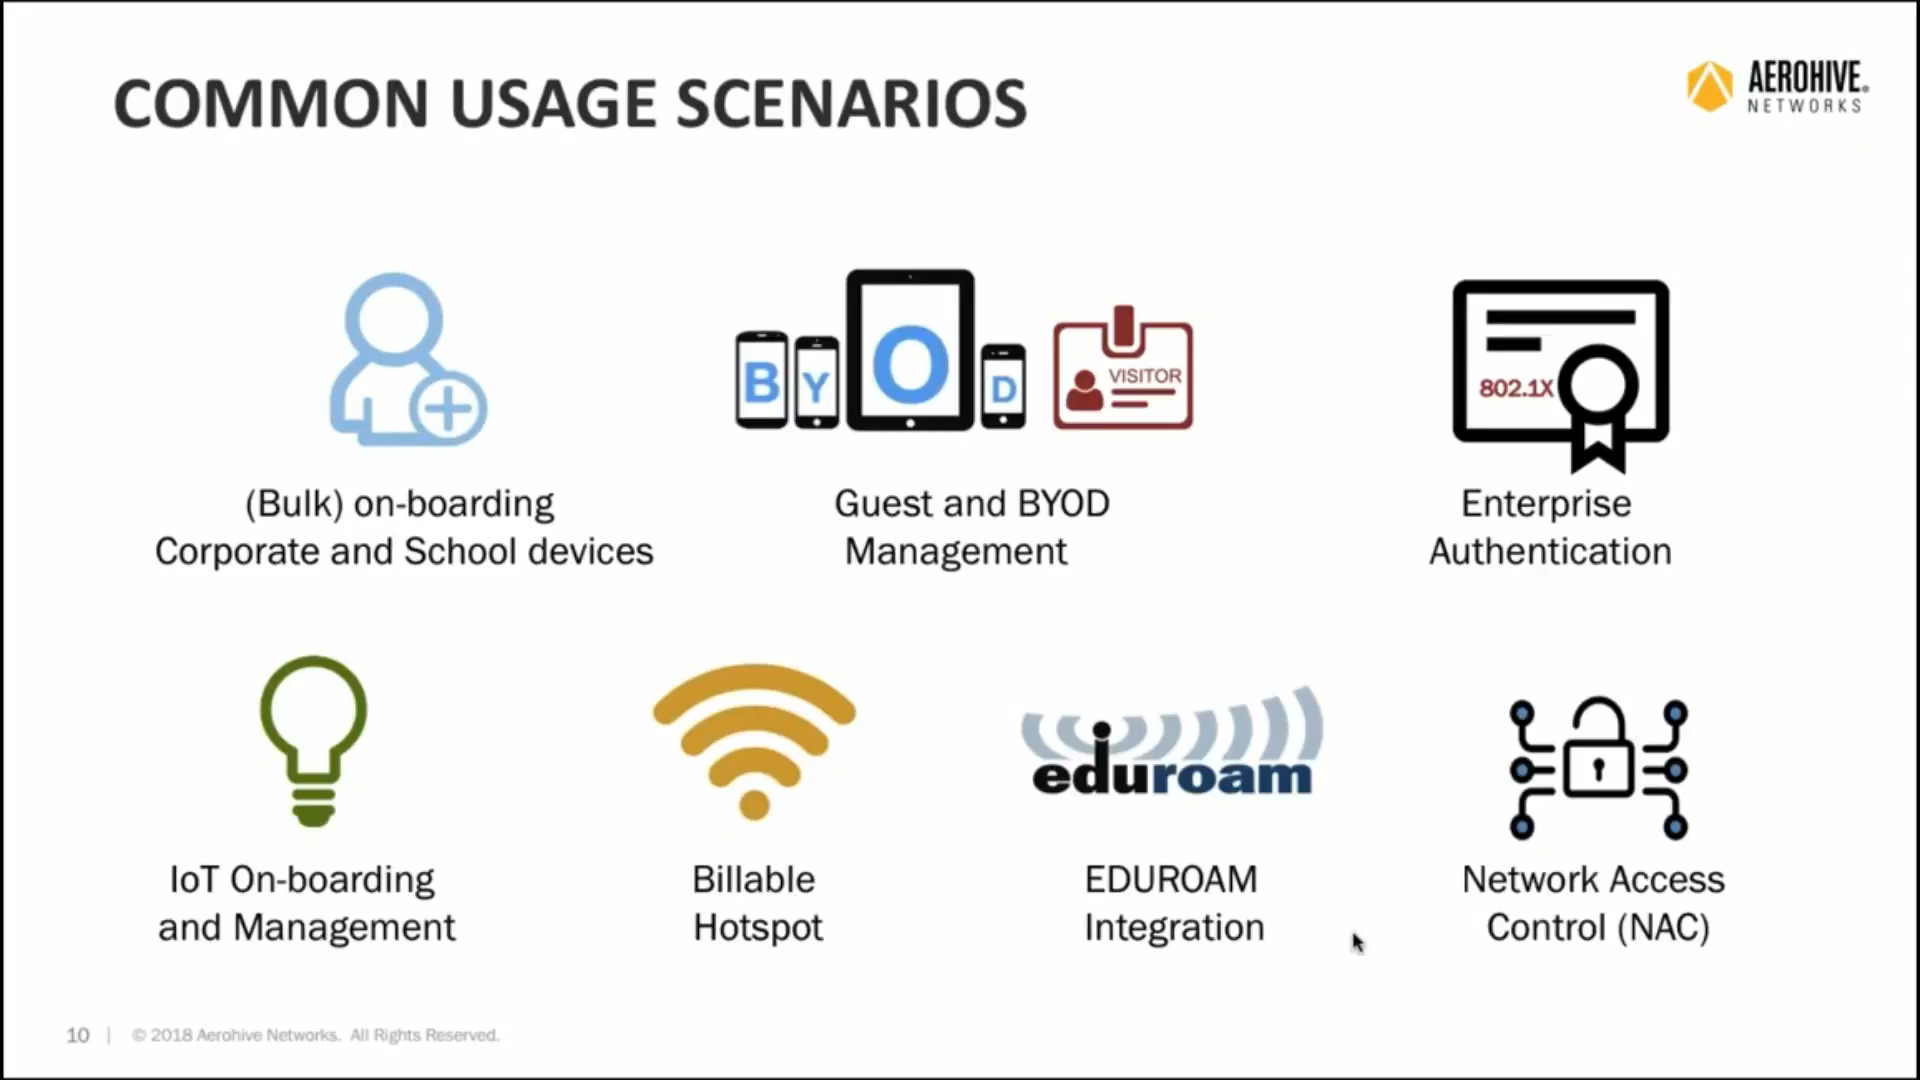 COMMON USAGE SCENARIOS
AEROHIVE®
NETWORKS
B Y O D
VISITOR
802.1X
(Bulk) on-boarding
Corporate and School devices
Guest and BYOD
Management
Enterprise
Authentication
eduroam
IoT On-boarding
and Management
Billable
Hotspot
EDUROAM
Integration
Network Access
Control (NAC)
10 | © 2018 Aerohive Networks. All Rights Reserved.